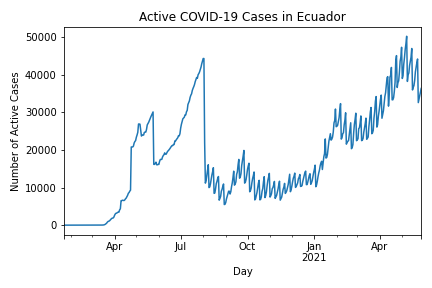 Active COVID-19 Cases in Ecuador
Number of Active Cases
50000
40000
30000
20000
10000
0
Apr
Jul
Oct
Jan
2021
Apr
Day